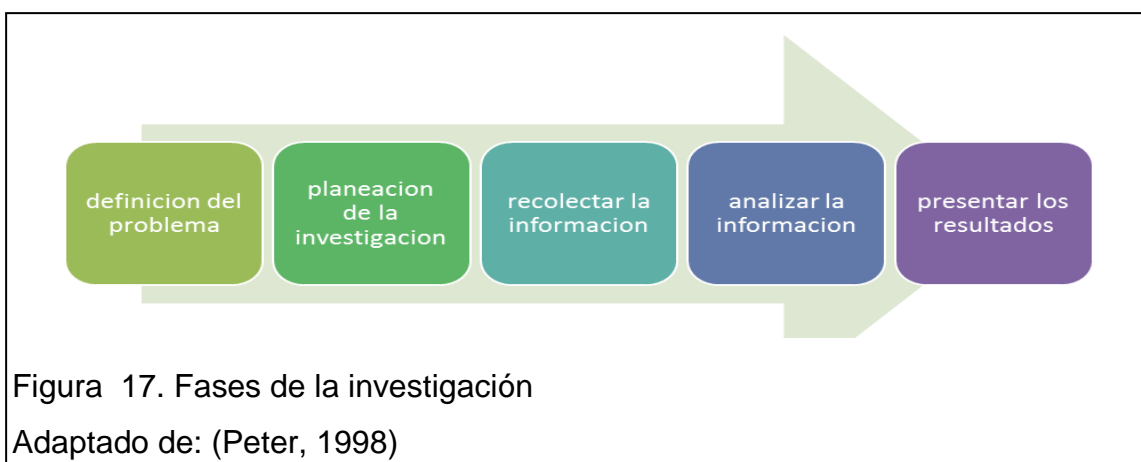 definicion del
problema
planeacion
de la
investigacion
recolectar la
informacion
analizar la
informacion
presentar los
resultados
Figura  17. Fases de la investigación
Adaptado de: (Peter, 1998)